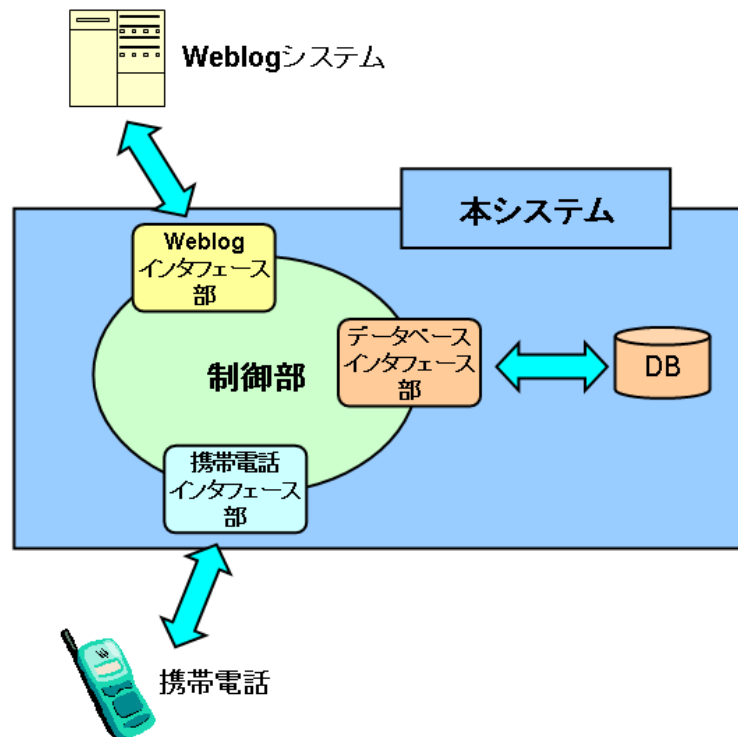 Weblogシステム
本システム
Weblog
インタフェース
部
データベース
インタフェース
部
DB
制御部
携帯電話
インタフェース
部
携帯電話